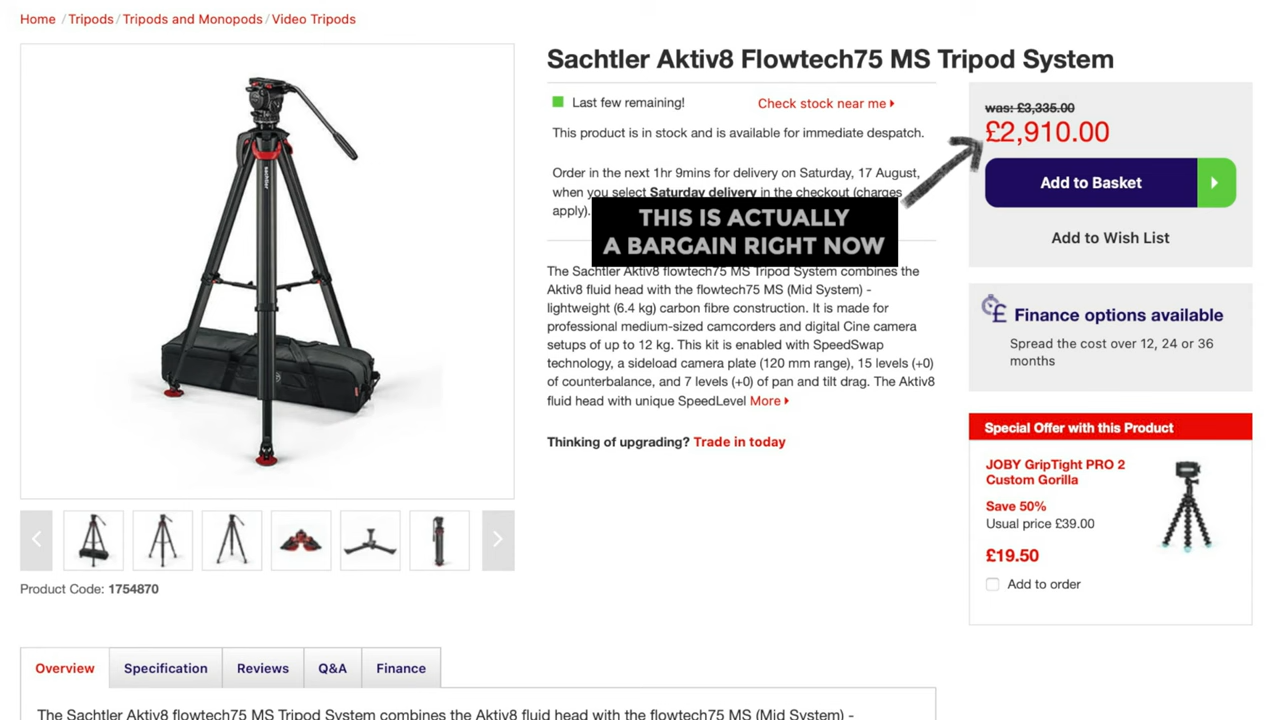 Home / Tripods / Tripods and Monopods / Video Tripods
Sachtler Aktiv8 Flowtech75 MS Tripod System
Last few remaining!
Check stock near me
This product is in stock and is available for immediate despatch.
Order in the next 1hr 9mins for delivery on Saturday, 17 August,
when you select Saturday delivery in the checkout (charges
apply).
THIS IS ACTUALLY
A BARGAIN RIGHT NOW
The Sachtler Aktiv8 flowtech75 MS Tripod System combines the
Aktiv8 fluid head with the flowtech75 MS (Mid System) -
lightweight (6.4 kg) carbon fibre construction. It is made for
professional medium-sized camcorders and digital Cine camera
setups of up to 12 kg. This kit is enabled with SpeedSwap
technology, a sideload camera plate (120 mm range), 15 levels (+0)
of counterbalance, and 7 levels (+0) of pan and tilt drag. The Aktiv8
fluid head with unique SpeedLevel More
Thinking of upgrading? Trade in today
was: £3,335.00
£2,910.00
Add to Basket
Add to Wish List
£ Finance options available
Spread the cost over 12, 24 or 36
months
Special Offer with this Product
JOBY GripTight PRO 2
Custom Gorilla
Save 50%
Usual price £39.00
£19.50
Add to order
sachtler
Product Code: 1754870
Overview
Specification
Reviews
Q&A
Finance
The Sachtler Aktiv8 flowtech75 MS Tripod System combines the Aktiv8 fluid head with the flowtech75 MS (Mid System) -